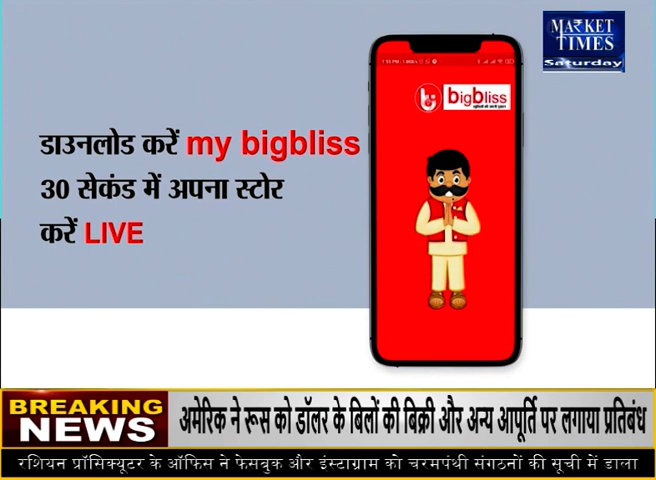 MARKET
TIMES
Saturday
bigbliss
डाउनलोड करें my bigbliss
30 सेकंड में अपना स्टोर
करें LIVE
BREAKING
NEWS
अमेरिक ने रूस को डॉलर के बिलों की बिक्री और अन्य आपूर्ति पर लगाया प्रतिबंध
रशियन प्रॉसिक्यूटर के ऑफिस ने फेसबुक और इंस्टाग्राम को चरमपंथी संगठनों की सूची में डाला